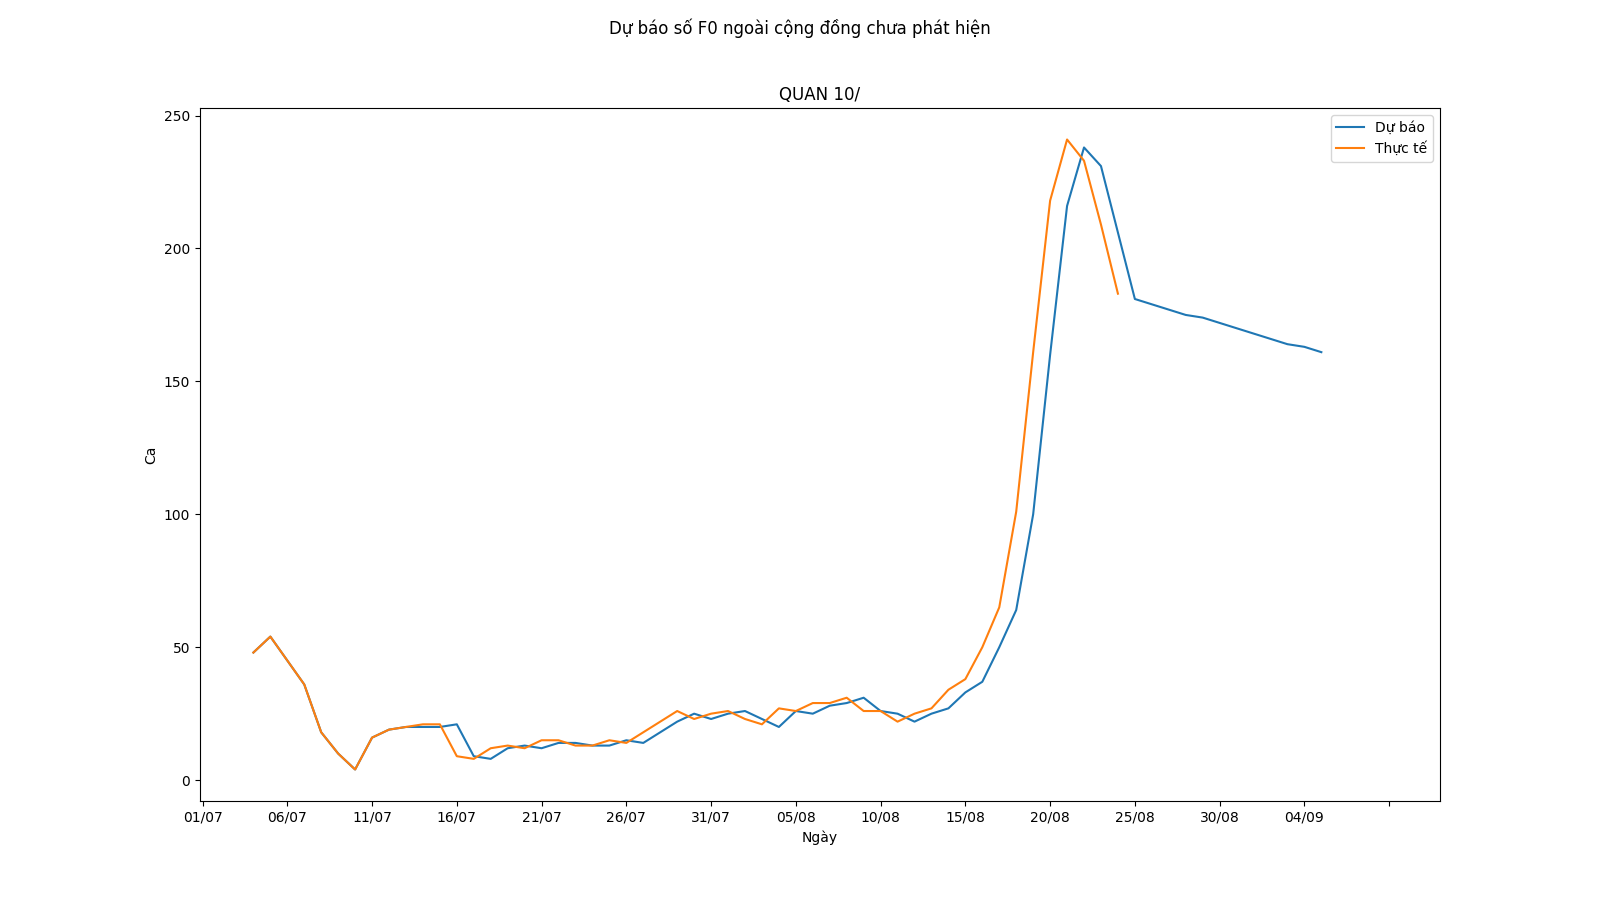 Dự báo số F0 ngoài cộng đồng chưa phát hiện
QUAN 10/
Dự báo
Thực tế
250
200
150
100
50
0
Ca
01/07 06/07 11/07 16/07 21/07 26/07 31/07 05/08 10/08 15/08 20/08 25/08 30/08 04/09
Ngày